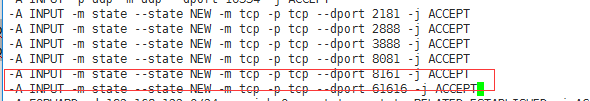 -A INPUT -m state --state NEW -m tcp -p tcp --dport 2181 -j ACCEPT
-A INPUT -m state --state NEW -m tcp -p tcp --dport 2888 -j ACCEPT
-A INPUT -m state --state NEW -m tcp -p tcp --dport 3888 -j ACCEPT
-A INPUT -m state --state NEW -m tcp -p tcp --dport 8081 -j ACCEPT
-A INPUT -m state --state NEW -m tcp -p tcp --dport 8161 -j ACCEPT
-A INPUT -m state --state NEW -m tcp -p tcp --dport 61616 -j ACCEPT